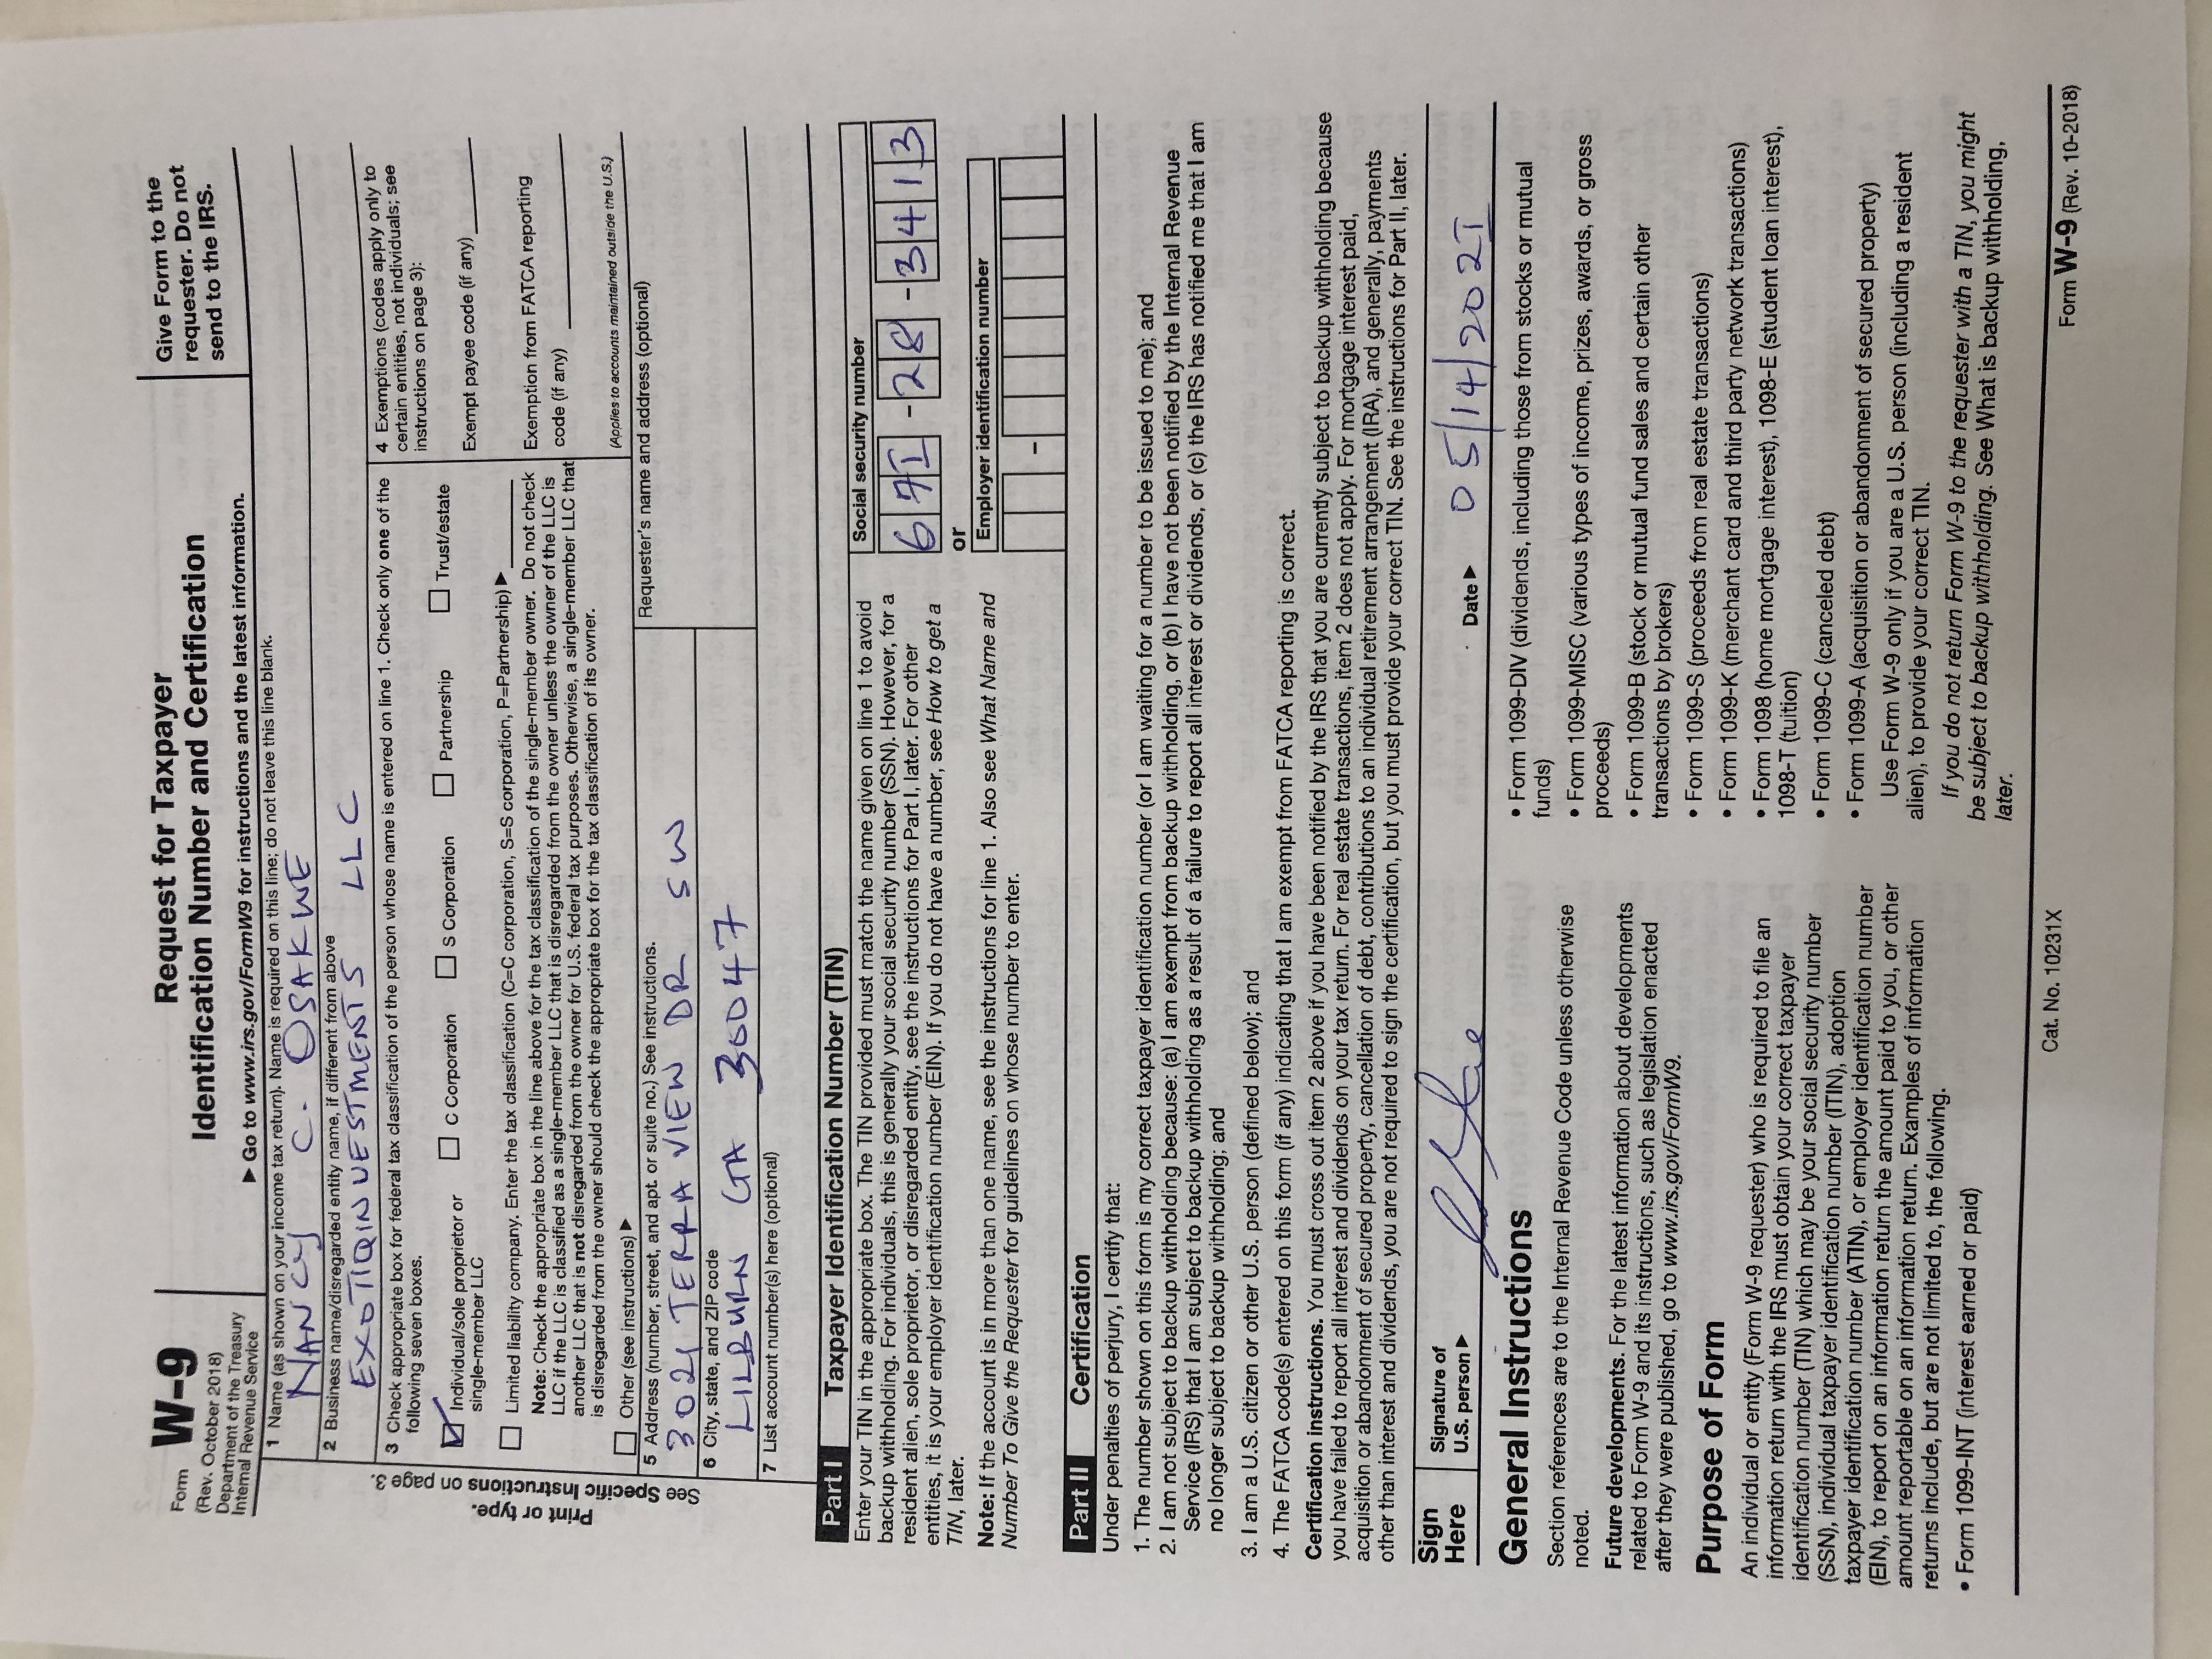 Form W-9
(Rev. October 2018)
Department of the Treasury
Internal Revenue Service
Request for Taxpayer
Identification Number and Certification
▶ Go to www.irs.gov/FormW9 for instructions and the latest information.
Give Form to the
requester. Do not
send to the IRS.
Print or type.
See Specific Instructions on page 3.
1 Name (as shown on your income tax return). Name is required on this line; do not leave this line blank.
NANCY C. OSAKWE
2 Business name/disregarded entity name, if different from above
EXOTIQINVESTMENTS LLC
3 Check appropriate box for federal tax classification of the person whose name is entered on line 1. Check only one of the
following seven boxes.
Individual/sole proprietor or
single-member LLC
C Corporation
S Corporation
Partnership
Trust/estate
Limited liability company. Enter the tax classification (C=C corporation, S=S corporation, P=Partnership) ▶
Note: Check the appropriate box in the line above for the tax classification of the single-member owner. Do not check
LLC if the LLC is classified as a single-member LLC that is disregarded from the owner unless the owner of the LLC is
another LLC that is not disregarded from the owner for U.S. federal tax purposes. Otherwise, a single-member LLC that
is disregarded from the owner should check the appropriate box for the tax classification of its owner.
Other (see instructions) ▶
4 Exemptions (codes apply only to
certain entities, not individuals; see
instructions on page 3):
Exempt payee code (if any)
Exemption from FATCA reporting
code (if any)
(Applies to accounts maintained outside the U.S.)
5 Address (number, street, and apt. or suite no.) See instructions.
3021 TERRA VIEW DR SW
Requester's name and address (optional)
6 City, state, and ZIP code
LILBURN GA 30047
7 List account number(s) here (optional)
Part I Taxpayer Identification Number (TIN)
Enter your TIN in the appropriate box. The TIN provided must match the name given on line 1 to avoid
backup withholding. For individuals, this is generally your social security number (SSN). However, for a
resident alien, sole proprietor, or disregarded entity, see the instructions for Part I, later. For other
entities, it is your employer identification number (EIN). If you do not have a number, see How to get a
TIN, later.
Note: If the account is in more than one name, see the instructions for line 1. Also see What Name and
Number To Give the Requester for guidelines on whose number to enter.
Social security number
671-28-3413
or
Employer identification number
-
Part II Certification
Under penalties of perjury, I certify that:
1. The number shown on this form is my correct taxpayer identification number (or I am waiting for a number to be issued to me); and
2. I am not subject to backup withholding because: (a) I am exempt from backup withholding, or (b) I have not been notified by the Internal Revenue
Service (IRS) that I am subject to backup withholding as a result of a failure to report all interest or dividends, or (c) the IRS has notified me that I am
no longer subject to backup withholding; and
3. I am a U.S. citizen or other U.S. person (defined below); and
4. The FATCA code(s) entered on this form (if any) indicating that I am exempt from FATCA reporting is correct.
Certification instructions. You must cross out item 2 above if you have been notified by the IRS that you are currently subject to backup withholding because
you have failed to report all interest and dividends on your tax return. For real estate transactions, item 2 does not apply. For mortgage interest paid,
acquisition or abandonment of secured property, cancellation of debt, contributions to an individual retirement arrangement (IRA), and generally, payments
other than interest and dividends, you are not required to sign the certification, but you must provide your correct TIN. See the instructions for Part II, later.
Sign
Here
Signature of
U.S. person ▶
Date ▶ 05/14/2021
General Instructions
Section references are to the Internal Revenue Code unless otherwise
noted.
Future developments. For the latest information about developments
related to Form W-9 and its instructions, such as legislation enacted
after they were published, go to www.irs.gov/FormW9.
Purpose of Form
An individual or entity (Form W-9 requester) who is required to file an
information return with the IRS must obtain your correct taxpayer
identification number (TIN) which may be your social security number
(SSN), individual taxpayer identification number (ITIN), adoption
taxpayer identification number (ATIN), or employer identification number
(EIN), to report on an information return the amount paid to you, or other
amount reportable on an information return. Examples of information
returns include, but are not limited to, the following.
• Form 1099-INT (interest earned or paid)
• Form 1099-DIV (dividends, including those from stocks or mutual
funds)
• Form 1099-MISC (various types of income, prizes, awards, or gross
proceeds)
• Form 1099-B (stock or mutual fund sales and certain other
transactions by brokers)
• Form 1099-S (proceeds from real estate transactions)
• Form 1099-K (merchant card and third party network transactions)
• Form 1098 (home mortgage interest), 1098-E (student loan interest),
1098-T (tuition)
• Form 1099-C (canceled debt)
• Form 1099-A (acquisition or abandonment of secured property)
Use Form W-9 only if you are a U.S. person (including a resident
alien), to provide your correct TIN.
If you do not return Form W-9 to the requester with a TIN, you might
be subject to backup withholding. See What is backup withholding,
later.
Cat. No. 10231X
Form W-9 (Rev. 10-2018)